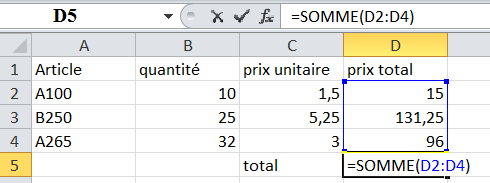 D5 =SOMME(D2:D4)
A B C D
1 Article quantité prix unitaire prix total
2 A100 10 1,5 15
3 B250 25 5,25 131,25
4 A265 32 3 96
5 total =SOMME(D2:D4)